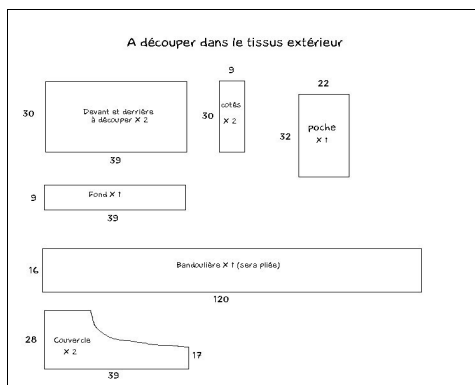 A découper dans le tissus extérieur
9
22
30
Devant et derrière
à découper X 2
cotés
X 2
30
poche
X 1
32
39
9
Fond X 1
39
16
Bandoulière X 1 (sera pliée)
120
28
Couvercle
X 2
17
39